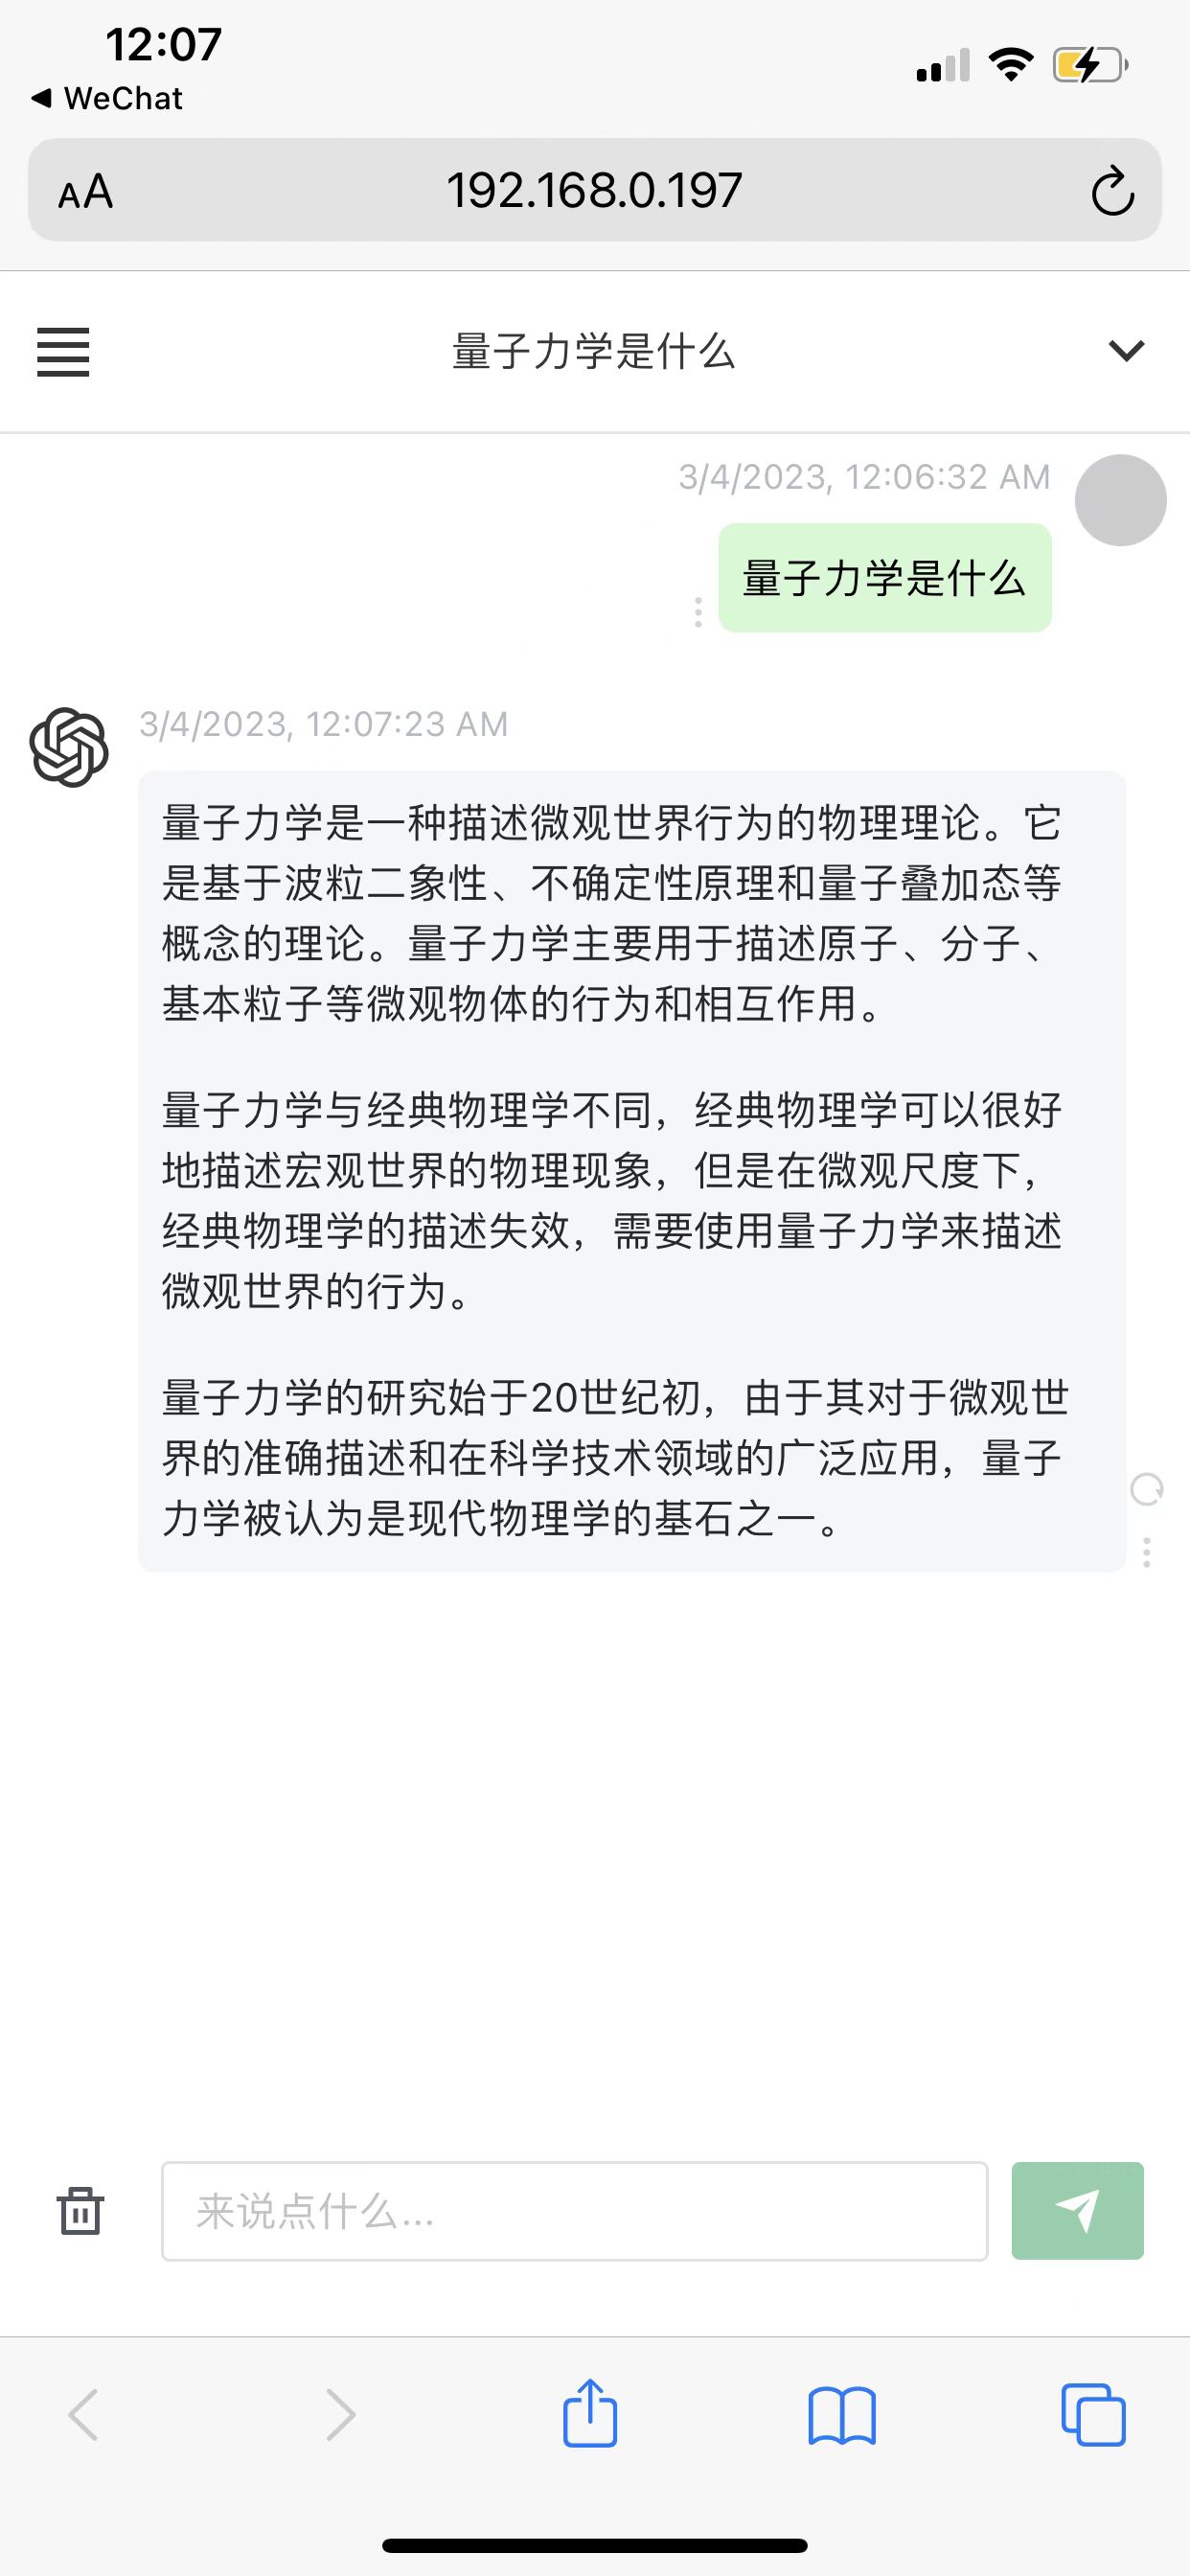 12:07
◀ WeChat
AA
192.168.0.197
量子力学是什么
3/4/2023, 12:06:32 AM
量子力学是什么
3/4/2023, 12:07:23 AM
量子力学是一种描述微观世界行为的物理理论。它
是基于波粒二象性、不确定性原理和量子叠加态等
概念的理论。量子力学主要用于描述原子、分子、
基本粒子等微观物体的行为和相互作用。
量子力学与经典物理学不同，经典物理学可以很好
地描述宏观世界的物理现象，但是在微观尺度下，
经典物理学的描述失效，需要使用量子力学来描述
微观世界的行为。
量子力学的研究始于20世纪初，由于其对于微观世
界的准确描述和在科学技术领域的广泛应用，量子
力学被认为是现代物理学的基石之一。
来说点什么...